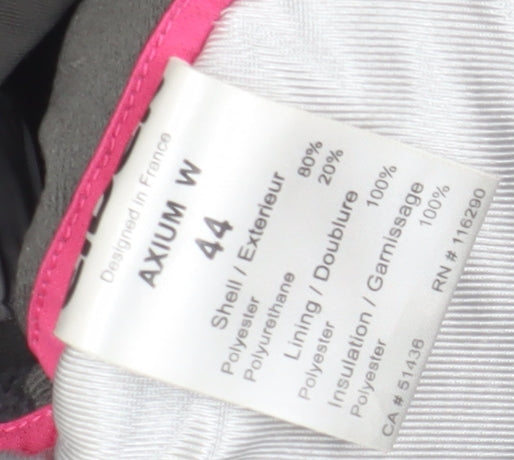 Designed in France
AXIUM W
44
Shell / Exterieur
Polyester 80%
Polyurethane 20%
Lining / Doublure
Polyester 100%
Insulation / Garnissage
Polyester 100%
CA # 51436 RN # 116290